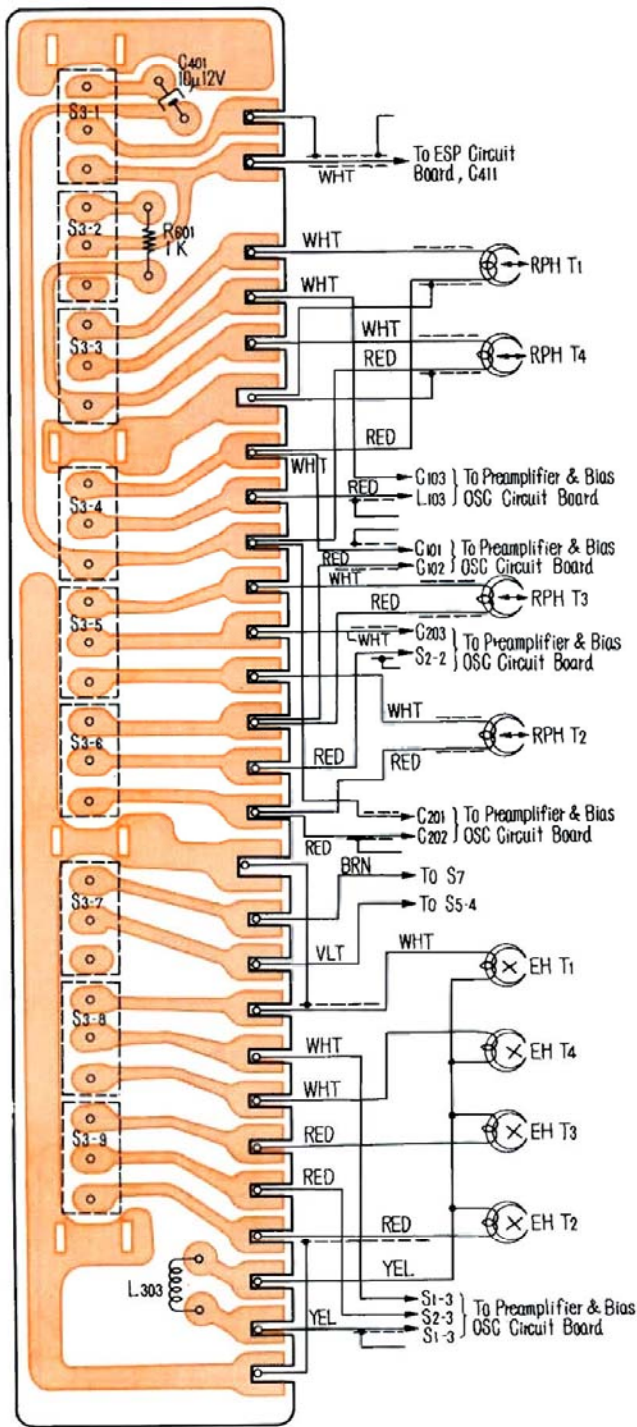 C401
10μ12V
S3-1
To ESP Circuit
Board, C411
WHT
S3-2
R601
1K
WHT
RPH T1
WHT
S3-3
WHT
RED
RPH T4
RED
WHT
C103
L103
To Preamplifier & Bias
OSC Circuit Board
RED
S3-4
C101
C102
To Preamplifier & Bias
OSC Circuit Board
RED
WHT
RED
RPH T3
S3-5
WHT
C203
S2-2
To Preamplifier & Bias
OSC Circuit Board
WHT
S3-6
RPH T2
RED
RED
C201
C202
To Preamplifier & Bias
OSC Circuit Board
RED
BRN
To S7
S3-7
To S5-4
VLT
WHT
EH T1
S3-8
WHT
EH T4
WHT
S3-9
RED
EH T3
RED
RED
EH T2
YEL
L303
S1-3
S2-3
S1-3
To Preamplifier & Bias
OSC Circuit Board
YEL